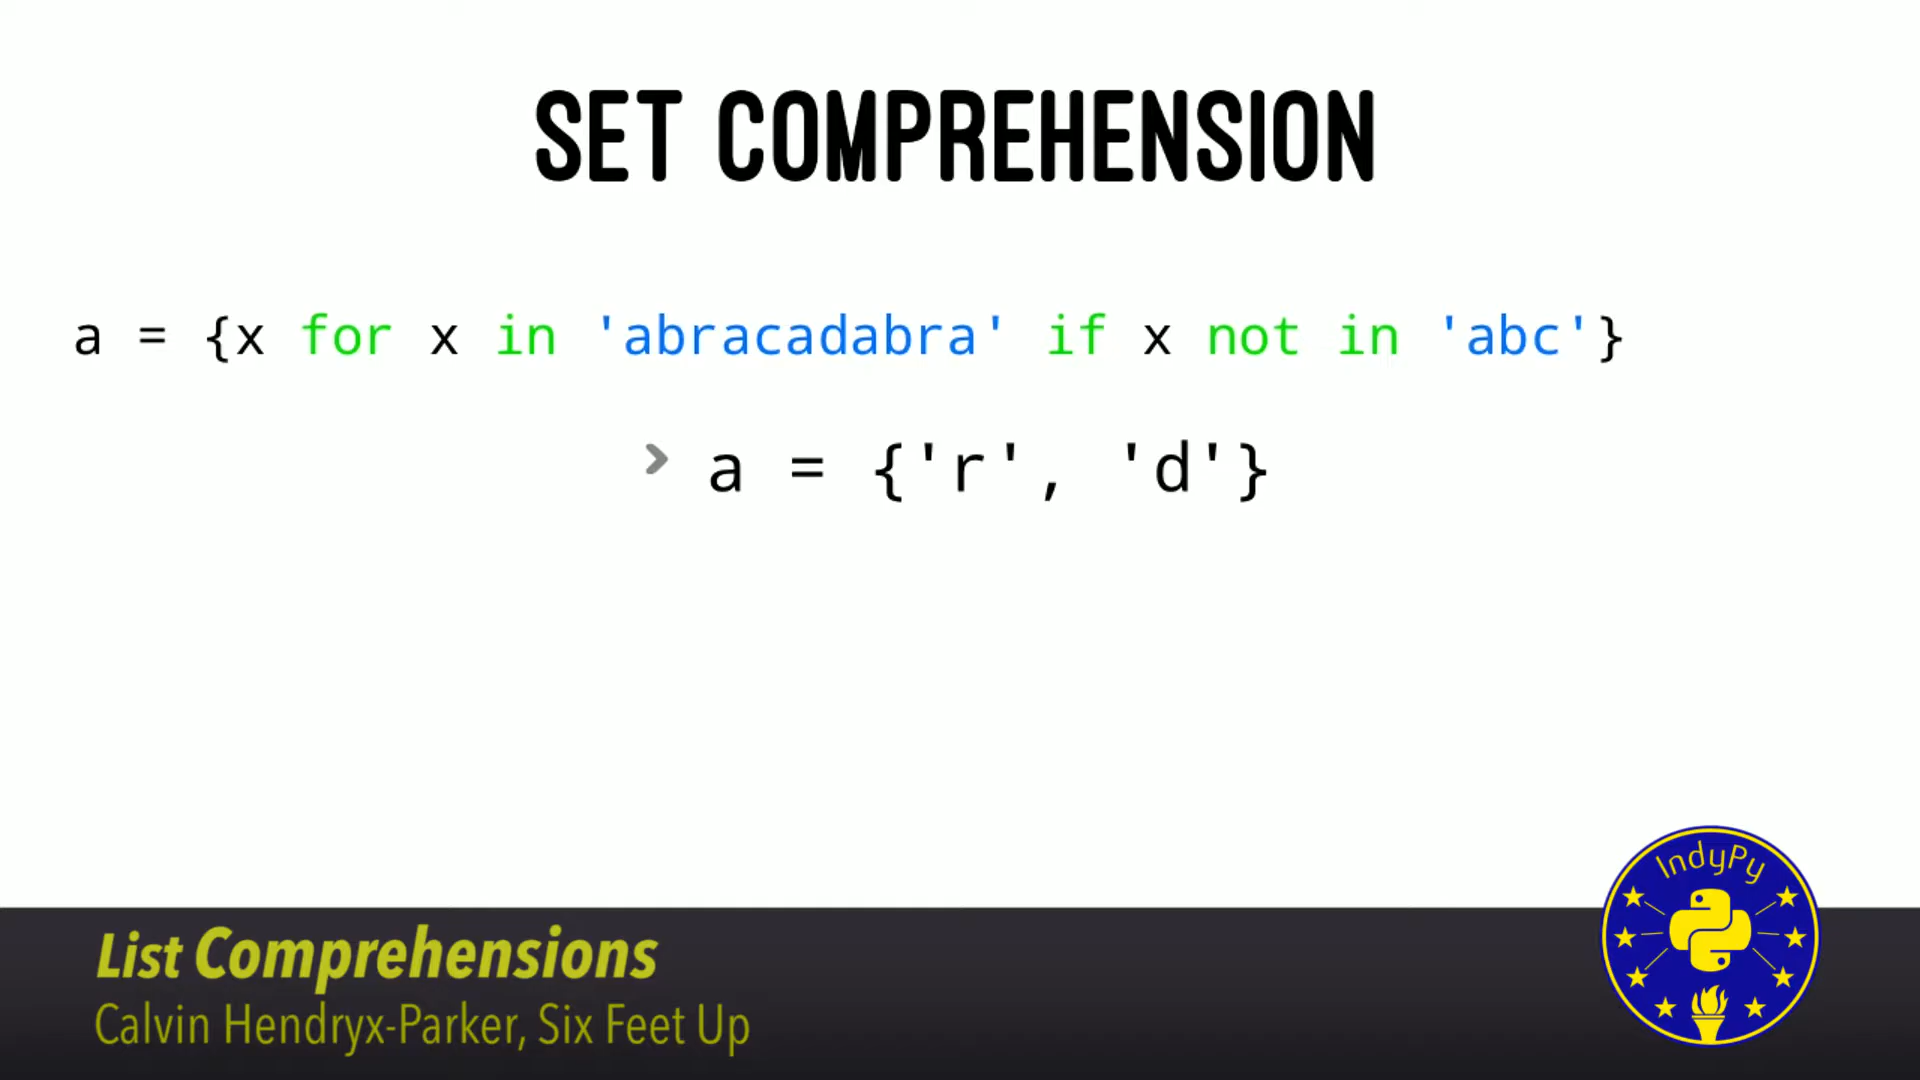 SET COMPREHENSION
a = {x for x in 'abracadabra' if x not in 'abc'}
a = {'r', 'd'}
IndyPy
List Comprehensions
Calvin Hendryx-Parker, Six Feet Up